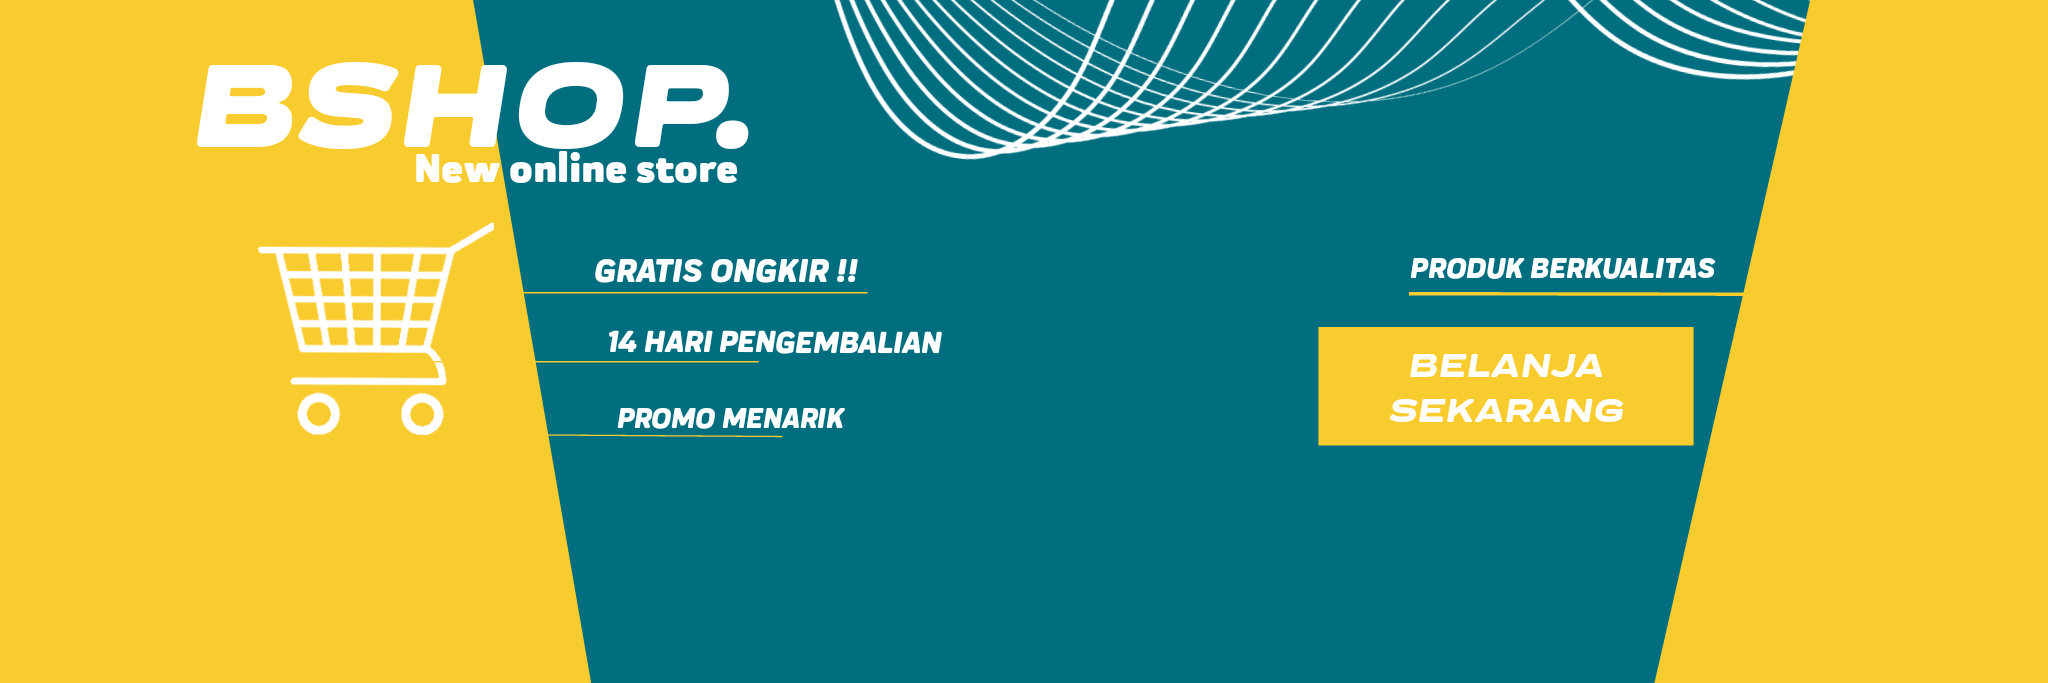 BSHOP.
New online store
GRATIS ONGKIR !!
14 HARI PENGEMBALIAN
PROMO MENARIK
PRODUK BERKUALITAS
BELANJA
SEKARANG